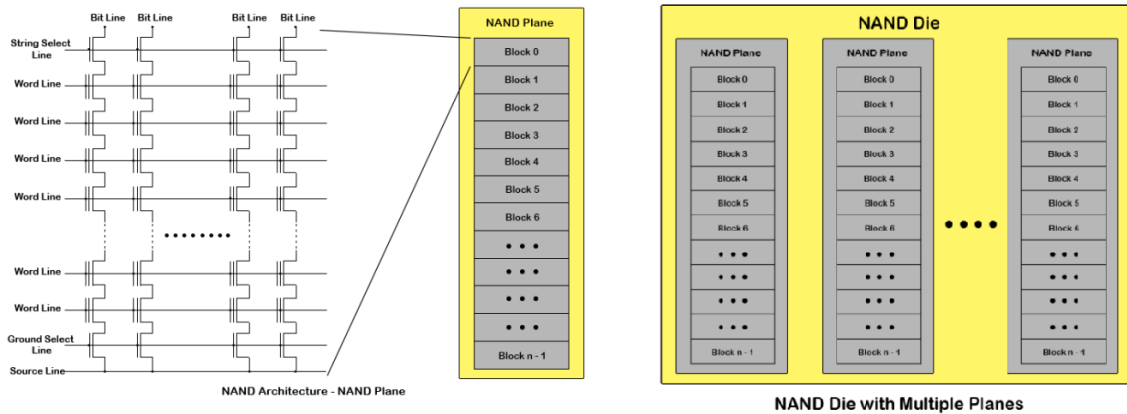 Bit Line Bit Line Bit Line Bit Line
String Select
Line
Word Line
Word Line
Word Line
Word Line
Word Line
Word Line
Ground Select
Line
Source Line
NAND Architecture - NAND Plane
NAND Plane
Block 0
Block 1
Block 2
Block 3
Block 4
Block 5
Block 6
Block n - 1
NAND Die
NAND Plane
Block 0
Block 1
Block 2
Block 3
Block 4
Block 5
Block 6
Block n - 1
NAND Plane
Block 0
Block 1
Block 2
Block 3
Block 4
Block 5
Block 6
Block n - 1
NAND Plane
Block 0
Block 1
Block 2
Block 3
Block 4
Block 5
Block 6
Block n - 1
NAND Die with Multiple Planes